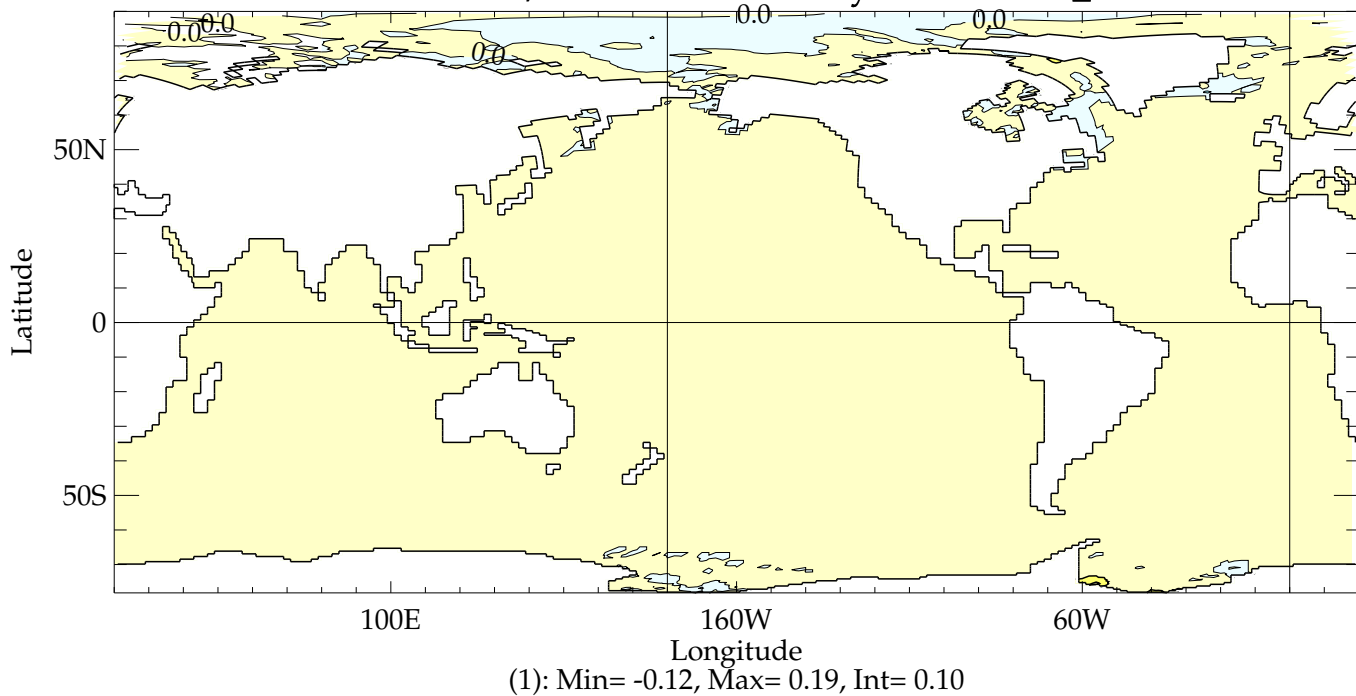 0.0 0.0 0.0 0.0
0.0
50N
0
50S
Latitude
100E 160W 60W
Longitude
(1): Min= -0.12, Max= 0.19, Int= 0.10